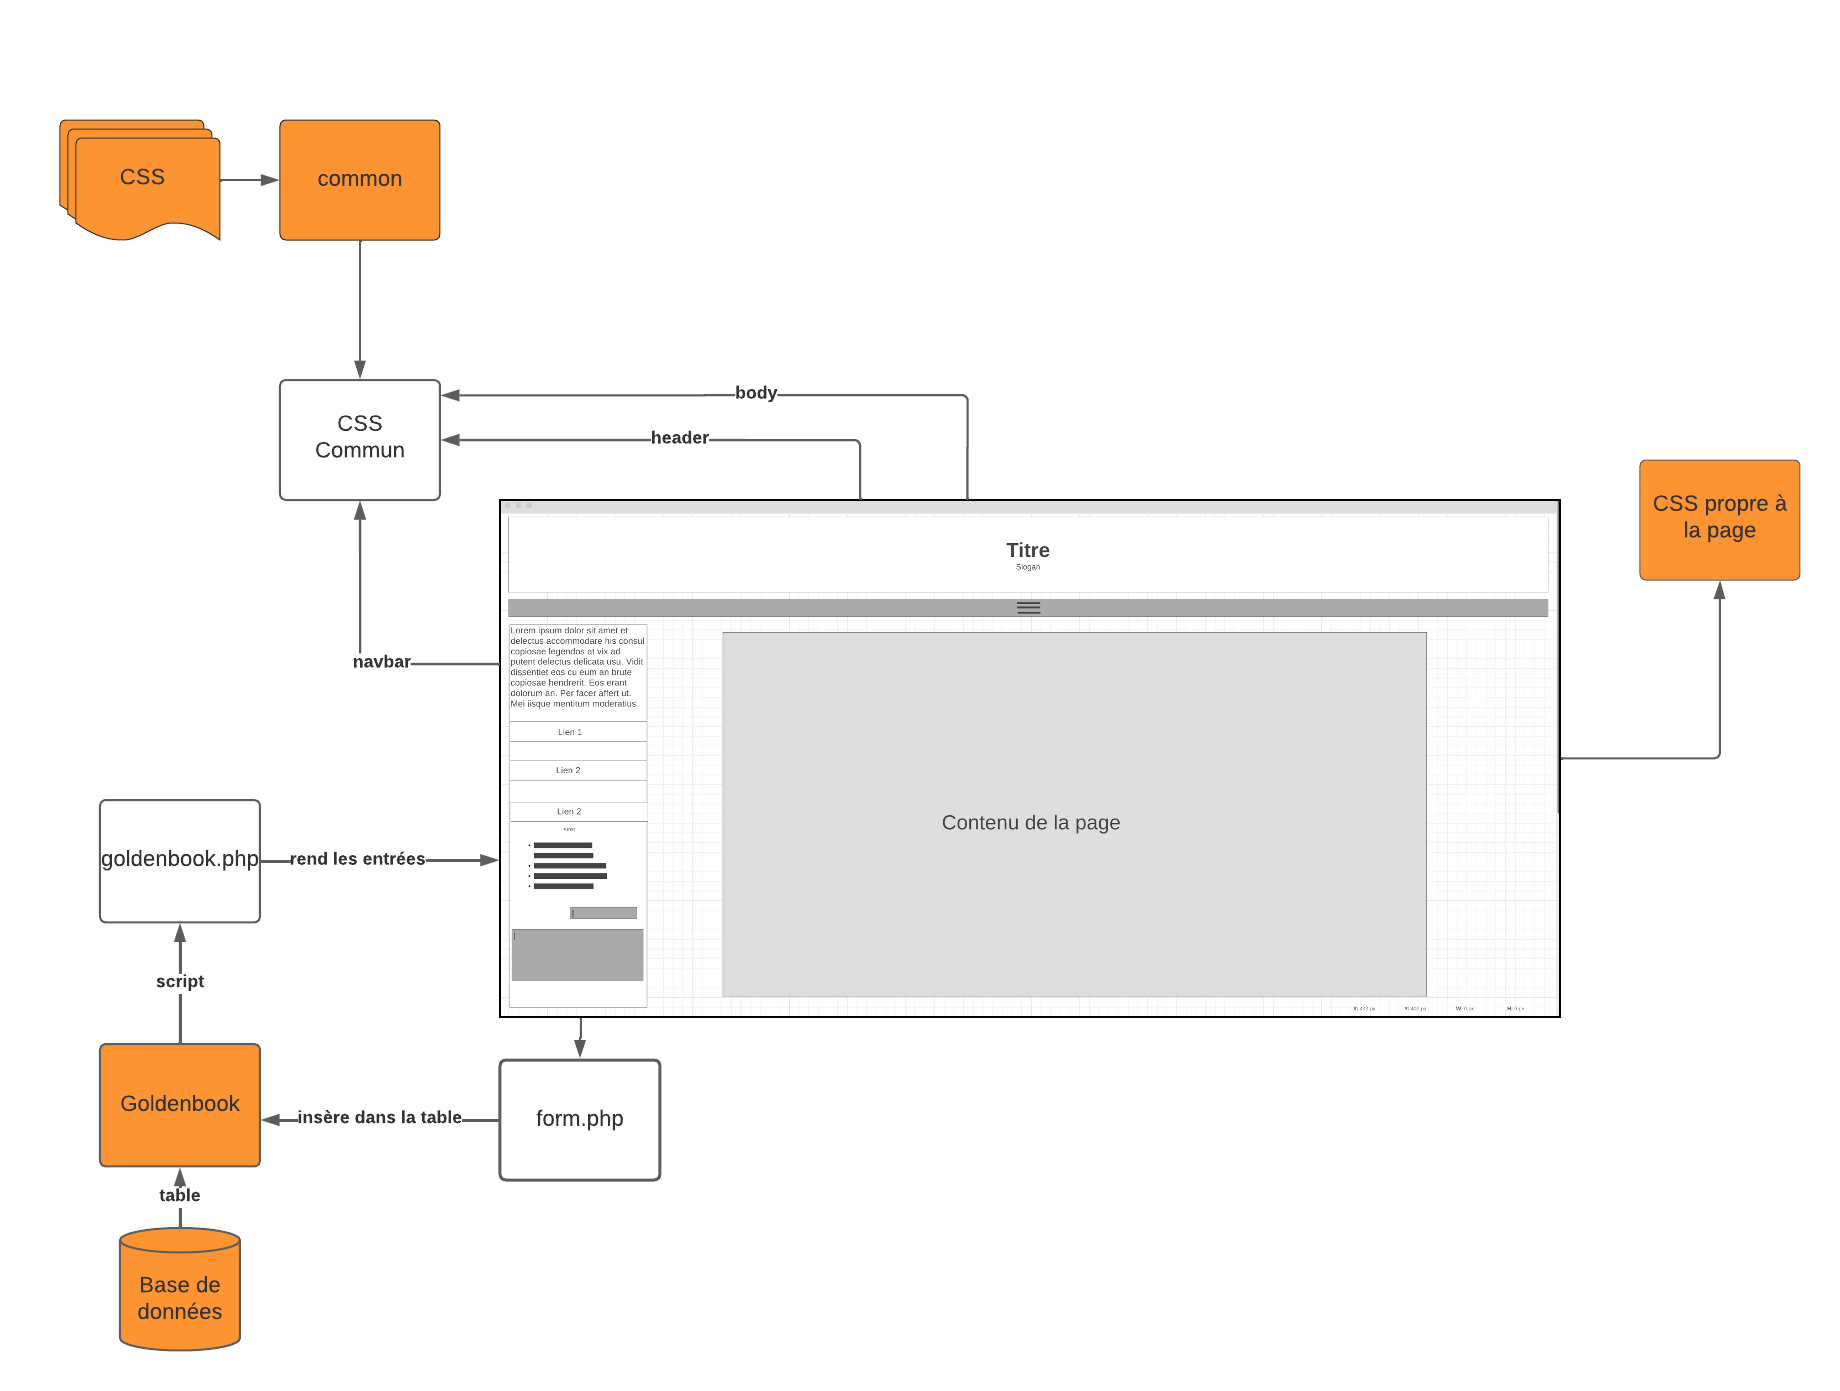 CSS
common
CSS
Commun
body
header
navbar
CSS propre à
la page
Titre
Slogan
Lorem ipsum dolor sit amet et
delectus accommodare his consul
copiosae legendos at vix ad
putent delectus delicata usu. Vidit
dissentiet eos cu eum an brute
copiosae hendrerit. Eos erant
dolorum an. Per facer affert ut.
Mei iisque mentitum moderatius
Lien 1
Lien 2
Lien 2
Contenu de la page
goldenbook.php
rend les entrées
script
Goldenbook
insère dans la table
form.php
table
Base de
données